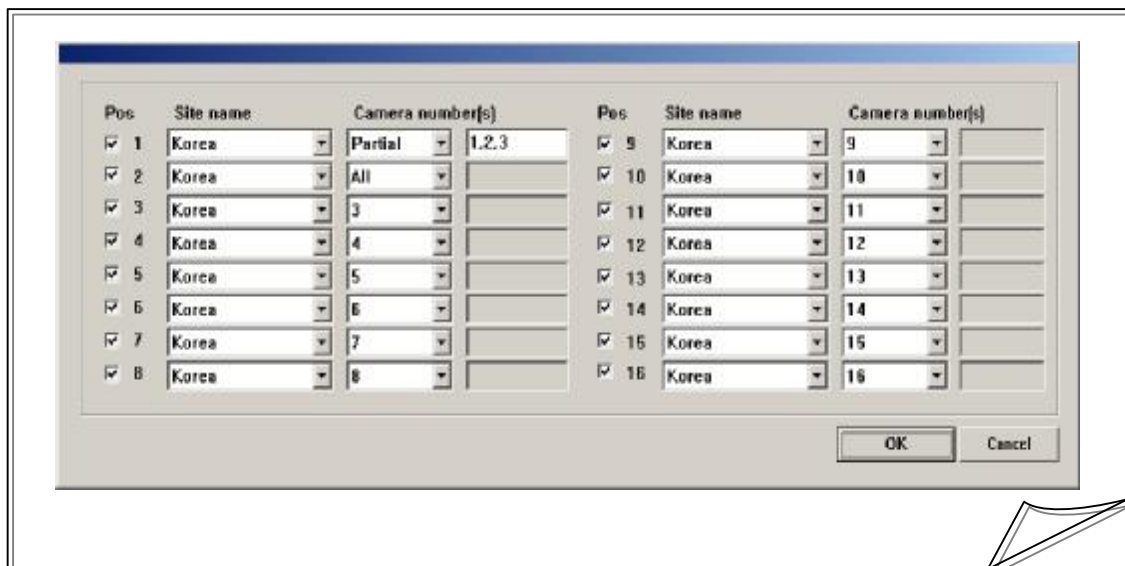 Pos Site name Camera number(s) Pos Site name Camera number(s)
1 Korea Partial 1,2,3 9 Korea 9
2 Korea All 10 Korea 10
3 Korea 3 11 Korea 11
4 Korea 4 12 Korea 12
5 Korea 5 13 Korea 13
6 Korea 6 14 Korea 14
7 Korea 7 15 Korea 15
8 Korea 8 16 Korea 16
OK Cancel